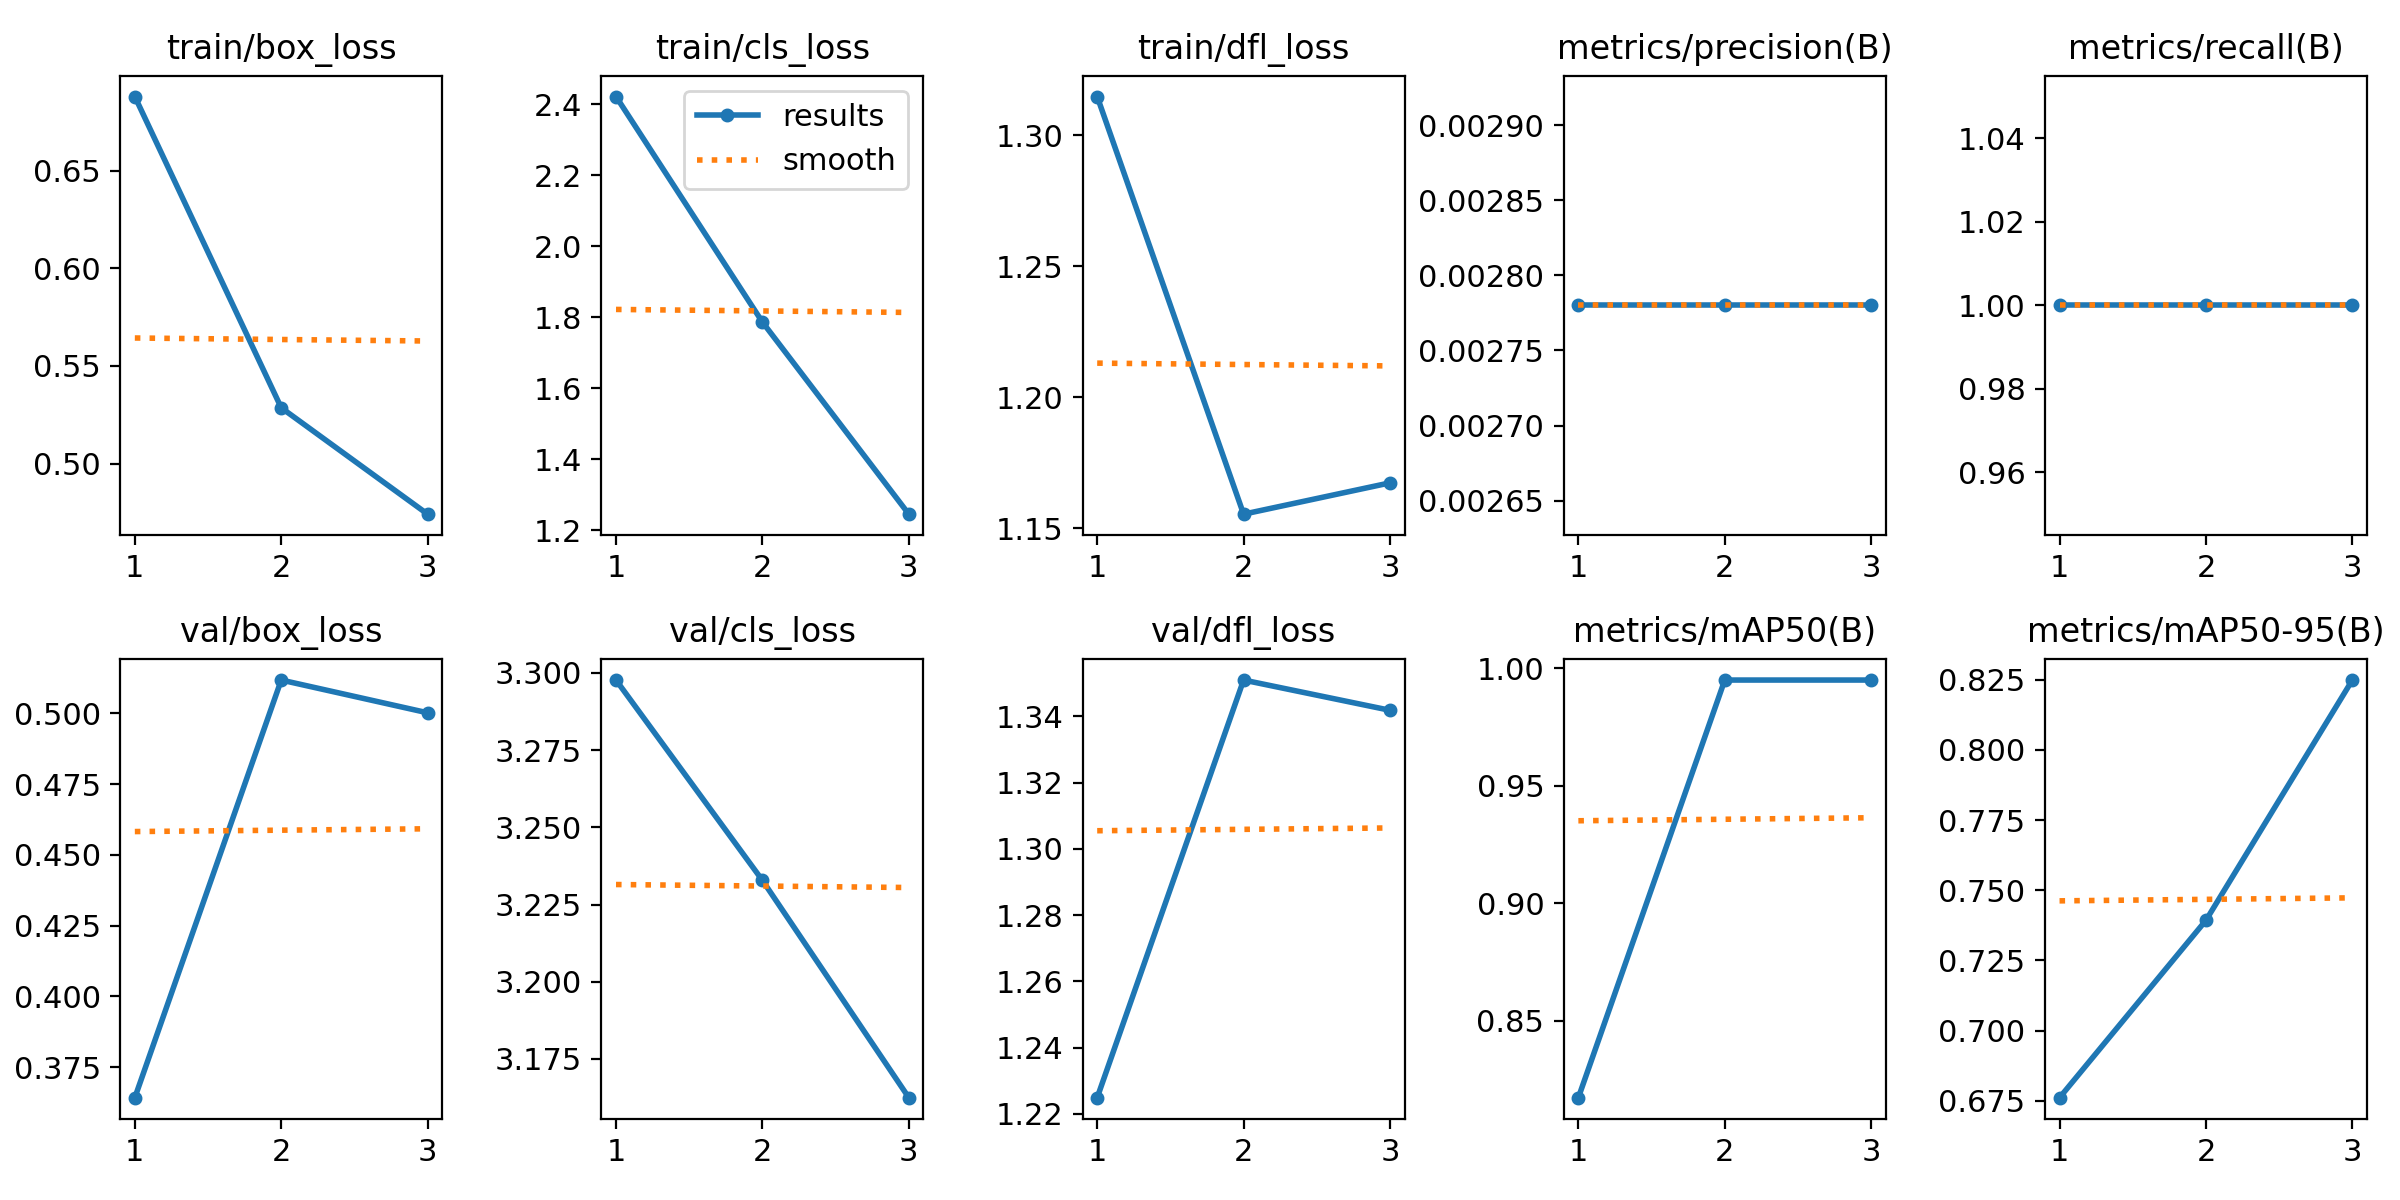 train/box_loss
0.65
0.60
0.55
0.50
1 2 3
train/cls_loss
results
smooth
2.4
2.2
2.0
1.8
1.6
1.4
1.2
1 2 3
train/dfl_loss
1.30
1.25
1.20
1.15
1 2 3
metrics/precision(B)
0.00290
0.00285
0.00280
0.00275
0.00270
0.00265
1 2 3
metrics/recall(B)
1.04
1.02
1.00
0.98
0.96
1 2 3
val/box_loss
0.500
0.475
0.450
0.425
0.400
0.375
1 2 3
val/cls_loss
3.300
3.275
3.250
3.225
3.200
3.175
1 2 3
val/dfl_loss
1.34
1.32
1.30
1.28
1.26
1.24
1.22
1 2 3
metrics/mAP50(B)
1.00
0.95
0.90
0.85
1 2 3
metrics/mAP50-95(B)
0.825
0.800
0.775
0.750
0.725
0.700
0.675
1 2 3